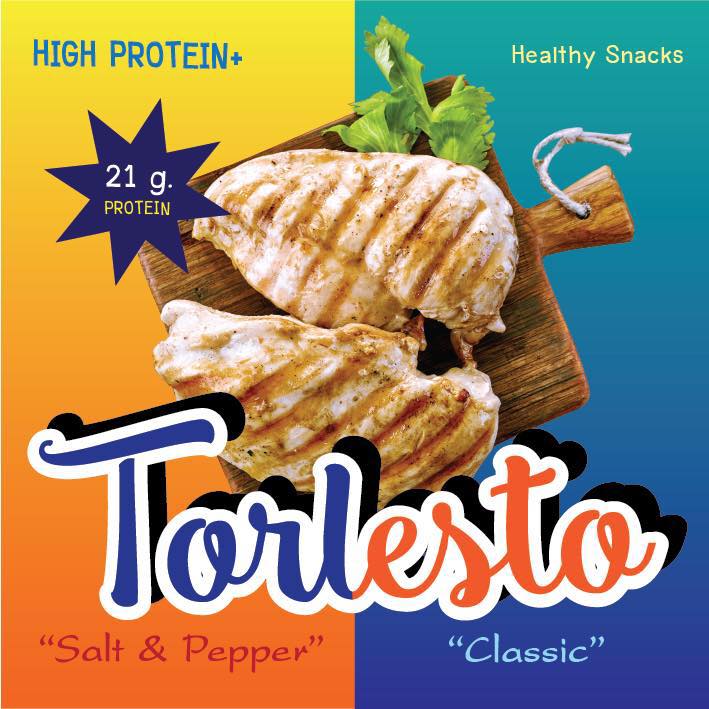 HIGH PROTEIN+
Healthy Snacks
21 g.
PROTEIN
Torlesto
“Salt & Pepper”
“Classic”